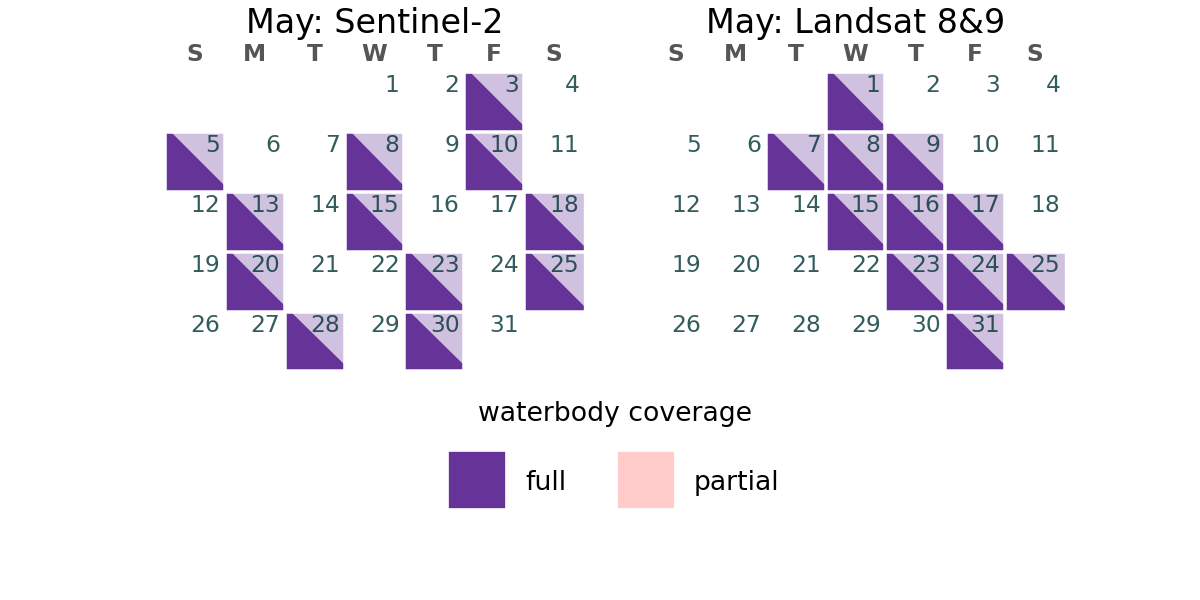 May: Sentinel-2
S M T W T F S
1 2 3 4
5 6 7 8 9 10 11
12 13 14 15 16 17 18
19 20 21 22 23 24 25
26 27 28 29 30 31
May: Landsat 8&9
S M T W T F S
1 2 3 4
5 6 7 8 9 10 11
12 13 14 15 16 17 18
19 20 21 22 23 24 25
26 27 28 29 30 31
waterbody coverage
full partial